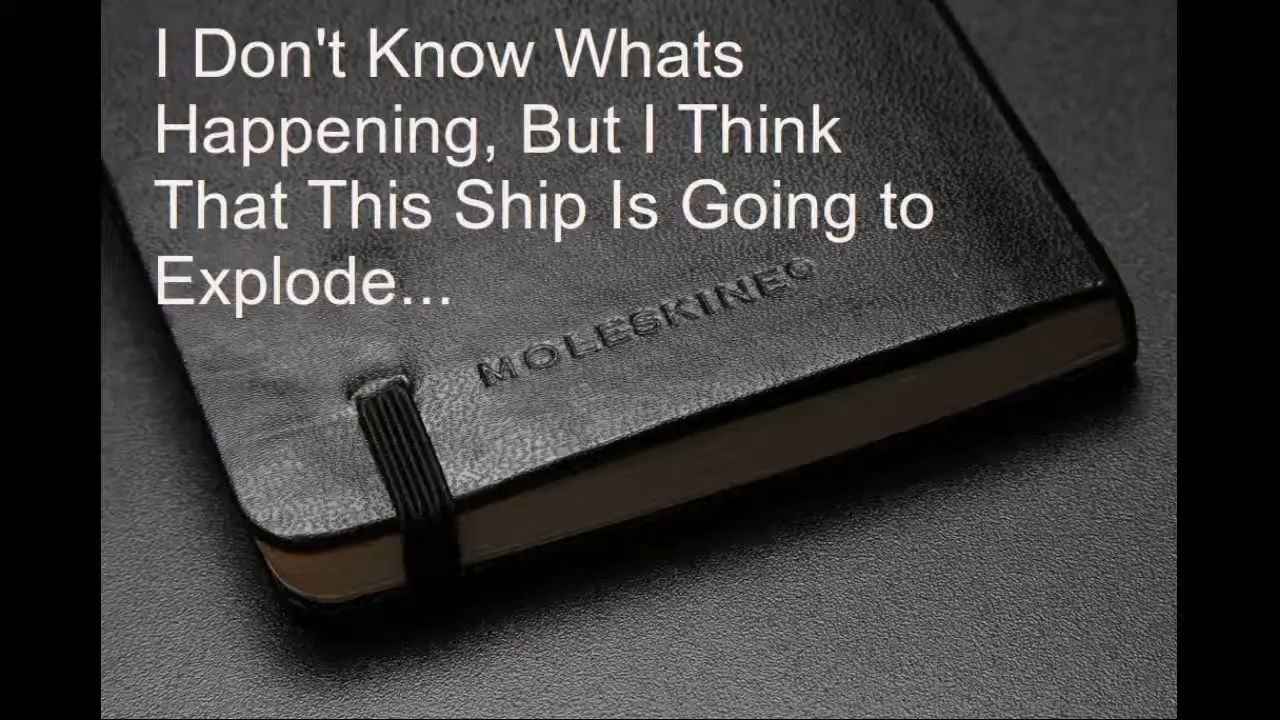 I Don't Know Whats
Happening, But I Think
That This Ship Is Going to
Explode...
MOLESKINE®